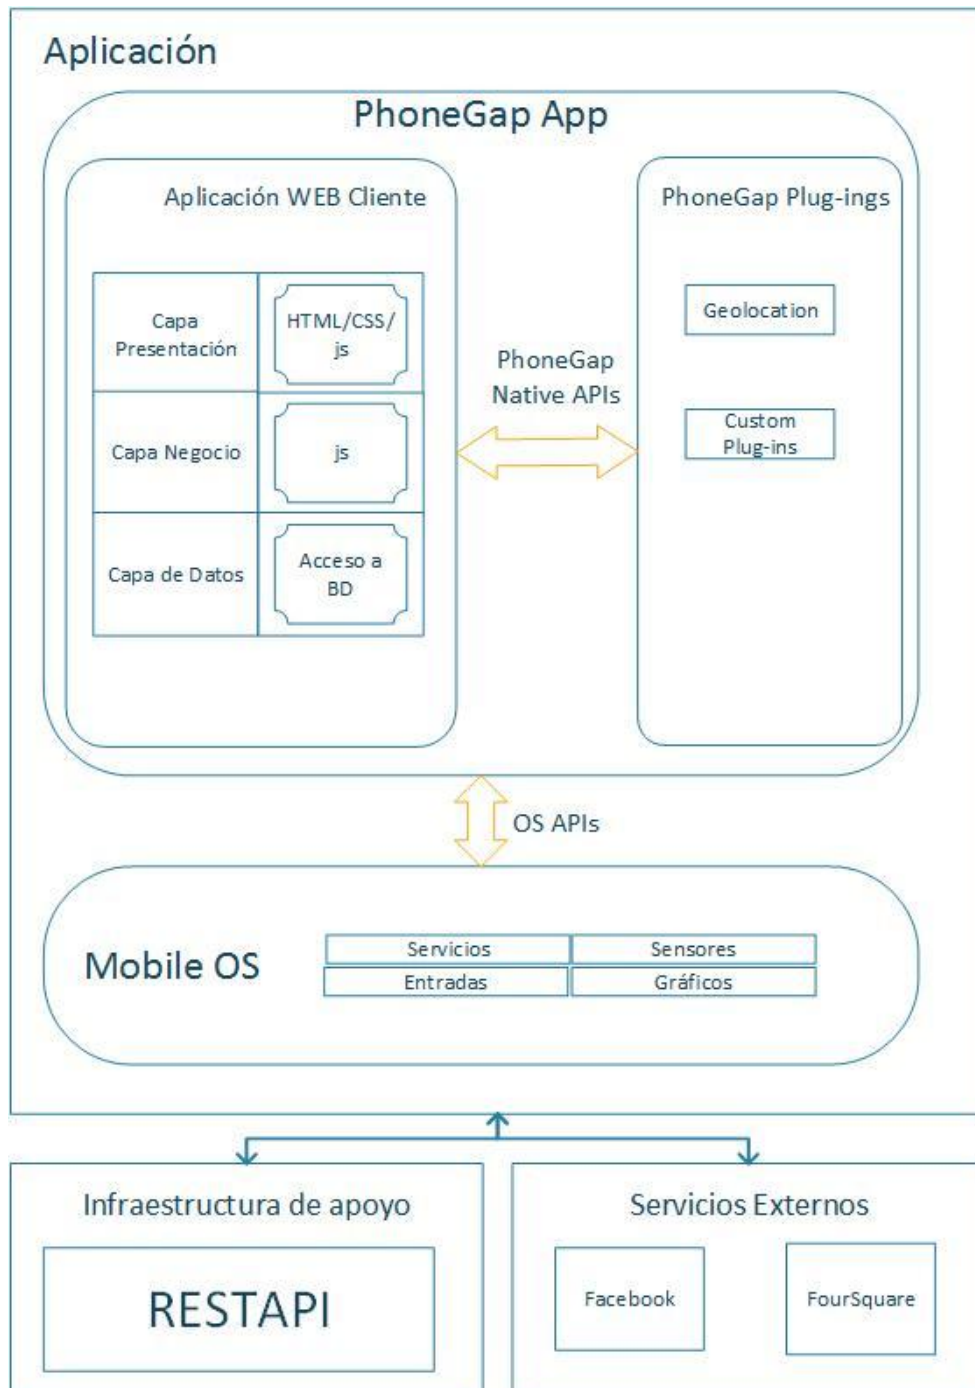 Aplicación
PhoneGap App
Aplicación WEB Cliente
Capa
Presentación
HTML/CSS/
js
Capa Negocio
js
Capa de Datos
Acceso a
BD
PhoneGap
Native APIs
PhoneGap Plug-ings
Geolocation
Custom
Plug-ins
OS APIs
Mobile OS
Servicios
Sensores
Entradas
Gráficos
Infraestructura de apoyo
RESTAPI
Servicios Externos
Facebook
FourSquare